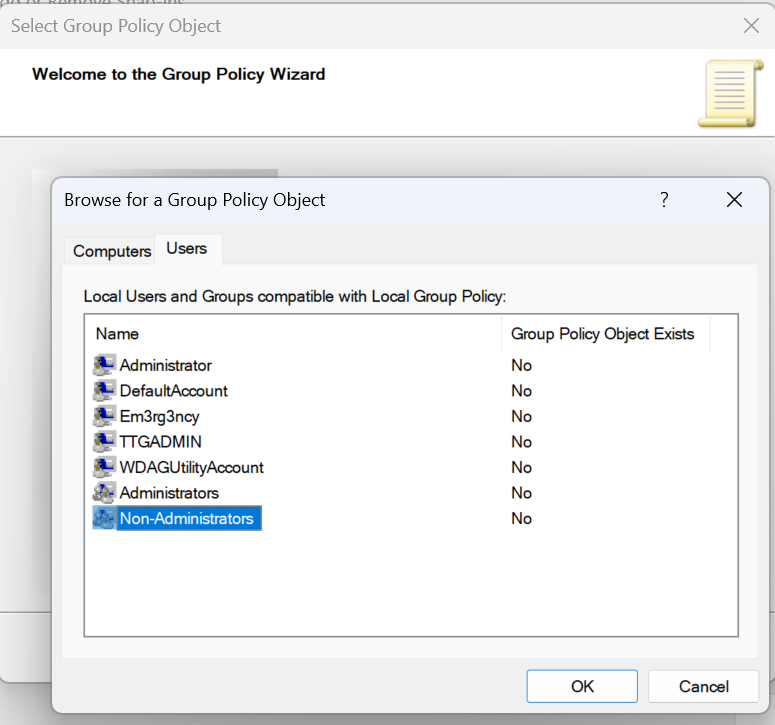 Select Group Policy Object
Welcome to the Group Policy Wizard
Browse for a Group Policy Object
?
Computers
Users
Local Users and Groups compatible with Local Group Policy:
Name Group Policy Object Exists
Administrator No
DefaultAccount No
Em3rg3ncy No
TTGADMIN No
WDAGUtilityAccount No
Administrators No
Non-Administrators No
OK Cancel